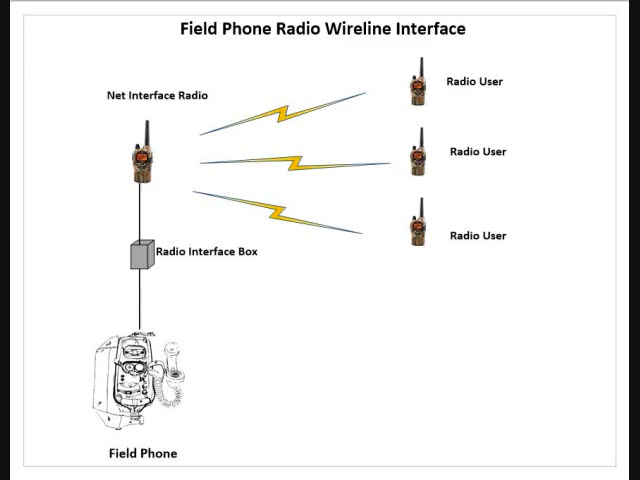 Field Phone Radio Wireline Interface
Net Interface Radio
Radio User
Radio User
Radio User
Radio Interface Box
Field Phone